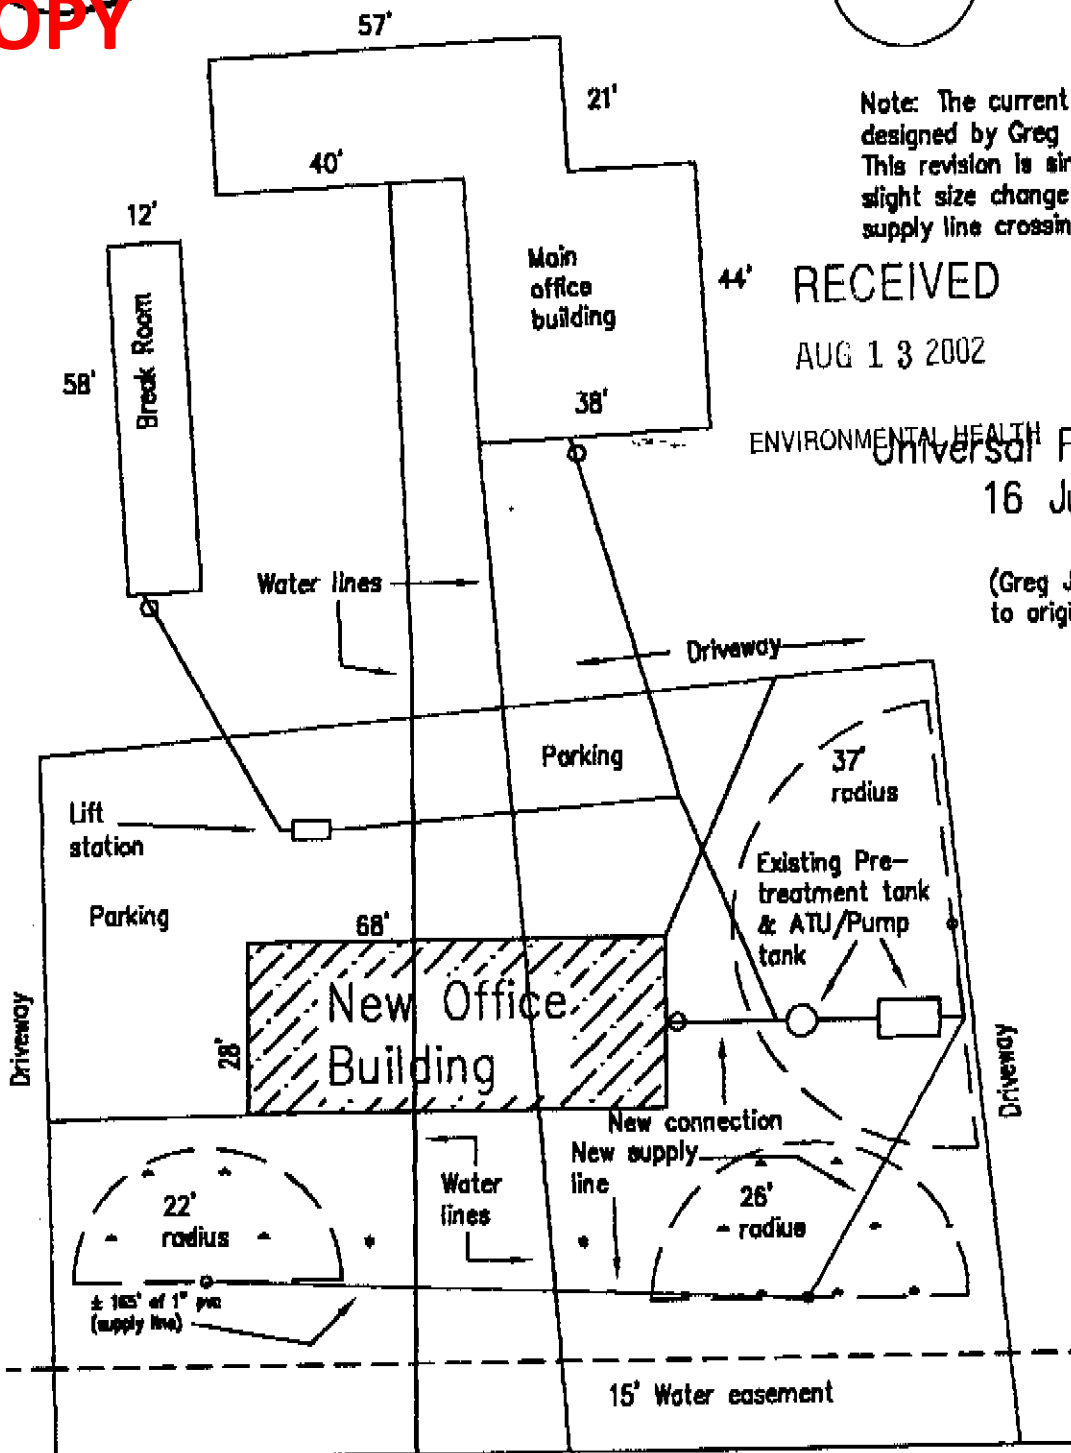 OPY
57'
21'
Note: The current
designed by Greg
This revision is
slight size change
supply line
40'
12'
Main
office
building
44'
RECEIVED
AUG 13 2002
Break Room
58'
38'
ENVIRONMENTAL HEALTH
Universal
16
(Greg
to
Water lines
Driveway
Parking
37'
radius
Lift
station
Existing Pre-
treatment tank
& ATU/Pump
tank
Parking
68'
New Office
Building
28'
Driveway
Driveway
New connection
New supply
line
Water
lines
22'
radius
26'
radius
± 165' of 1" pvc
(supply line)
15' Water easement